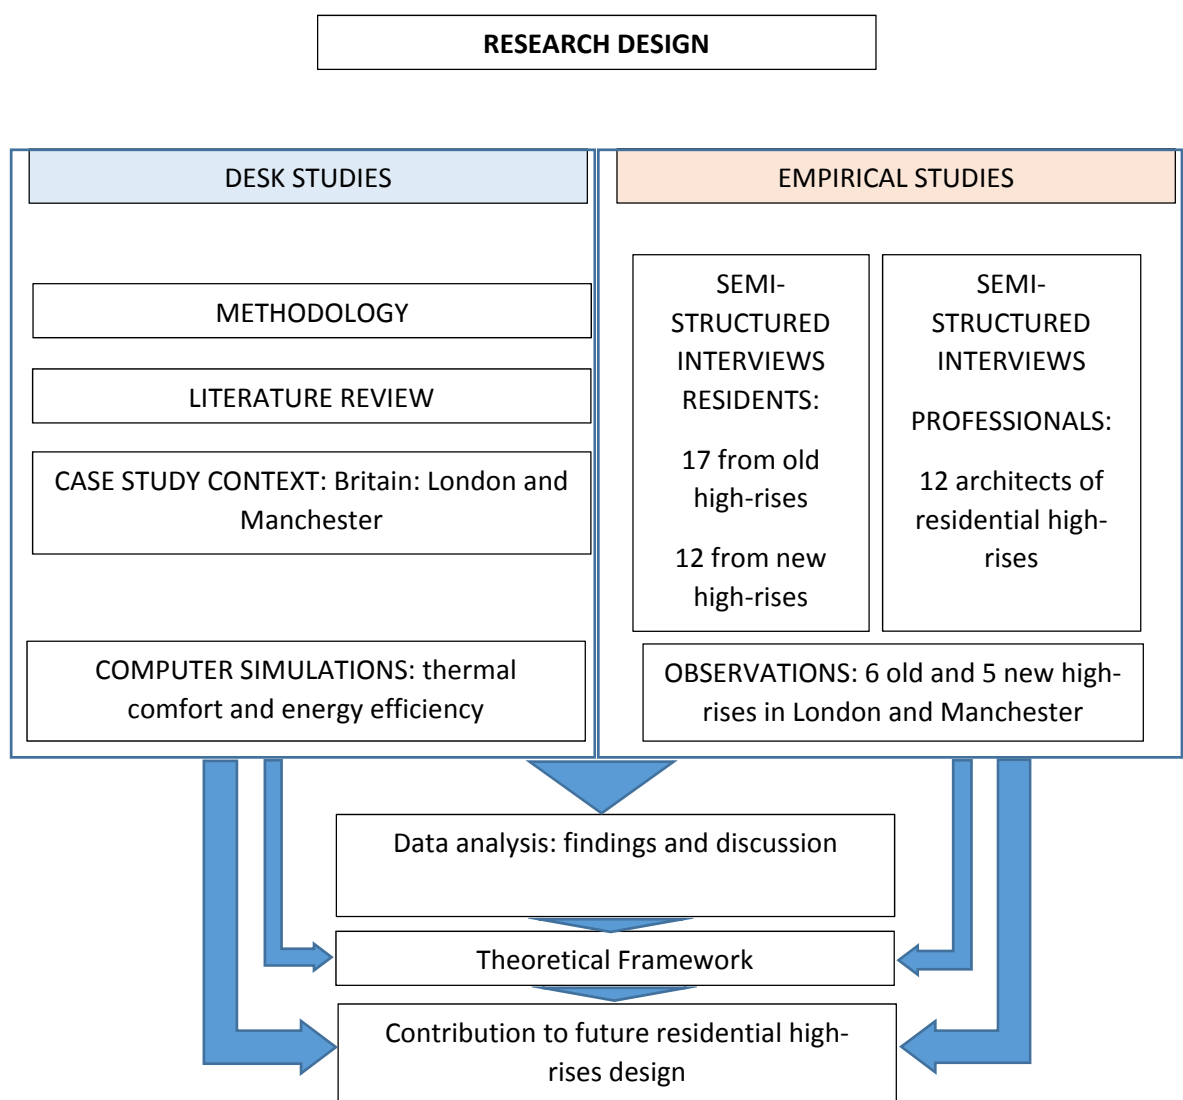 RESEARCH DESIGN
DESK STUDIES
METHODOLOGY
LITERATURE REVIEW
CASE STUDY CONTEXT: Britain: London and
Manchester
COMPUTER SIMULATIONS: thermal
comfort and energy efficiency
EMPIRICAL STUDIES
SEMI-
STRUCTURED
INTERVIEWS
RESIDENTS:
17 from old
high-rises
12 from new
high-rises
SEMI-
STRUCTURED
INTERVIEWS
PROFESSIONALS:
12 architects of
residential high-
rises
OBSERVATIONS: 6 old and 5 new high-
rises in London and Manchester
Data analysis: findings and discussion
Theoretical Framework
Contribution to future residential high-
rises design